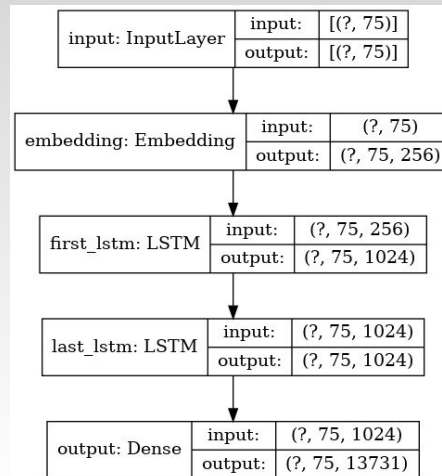 input: InputLayer
input: [(?, 75)]
output: [(?, 75)]
embedding: Embedding
input: (?, 75)
output: (?, 75, 256)
first_lstm: LSTM
input: (?, 75, 256)
output: (?, 75, 1024)
last_lstm: LSTM
input: (?, 75, 1024)
output: (?, 75, 1024)
output: Dense
input: (?, 75, 1024)
output: (?, 75, 13731)